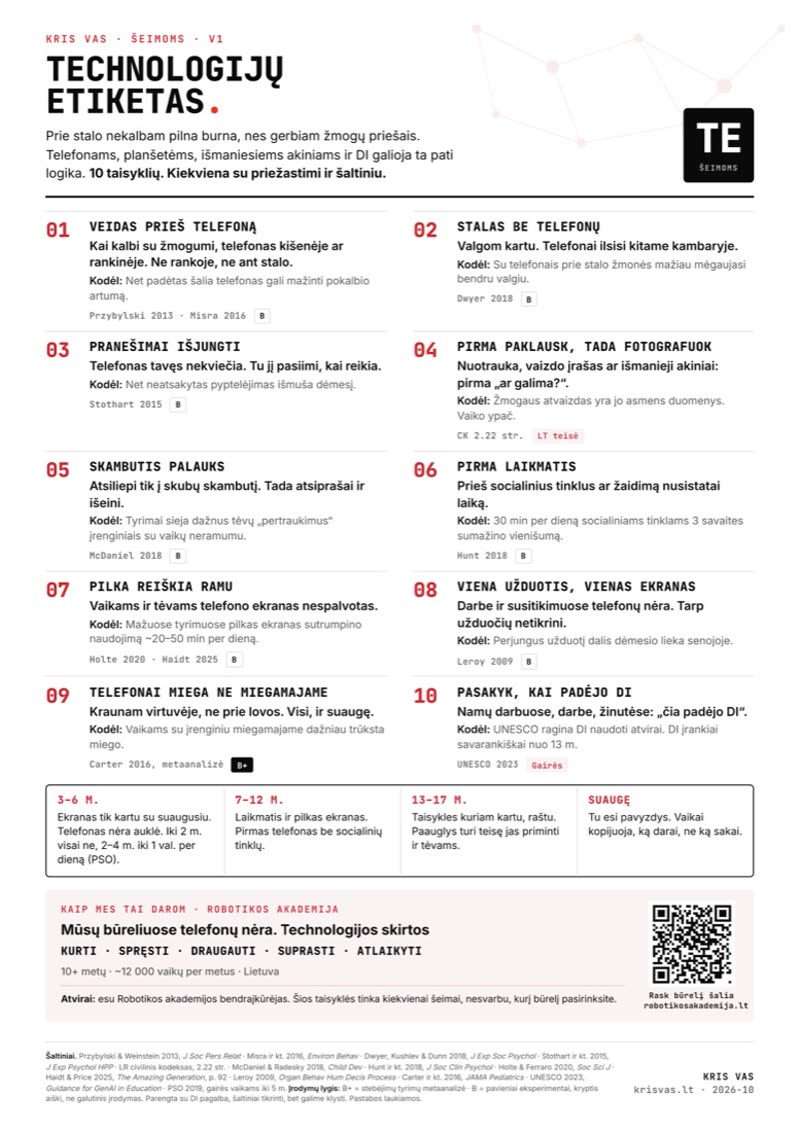 KRIS VAS · ŠEIMOMS · V1
TECHNOLOGIJŲ
ETIKETAS.
Prie stalo nekalbam pilna burna, nes gerbiam žmogų priešais.
Telefonams, planšetėms, išmaniesiems akiniams ir DI galioja ta pati
logika. 10 taisyklių. Kiekviena su priežastimi ir šaltiniu.
TE
ŠEIMOMS
01 VEIDAS PRIEŠ TELEFONĄ
Kai kalbi su žmogumi, telefonas kišenėje ar
rankinėje. Ne rankoje, ne ant stalo.
Kodėl: Net padėtas šalia telefonas gali mažinti pokalbio
artumą.
Przybylski 2013 · Misra 2016 B
02 STALAS BE TELEFONŲ
Valgom kartu. Telefonai ilsisi kitame kambaryje.
Kodėl: Su telefonais prie stalo žmonės mažiau mėgaujasi
bendru valgiu.
Dwyer 2018 B
03 PRANEŠIMAI IŠJUNGTI
Telefonas tavęs nekviečia. Tu jį pasiimi, kai reikia.
Kodėl: Net neatsakytas pyptelėjimas išmuša dėmesį.
Stothart 2015 B
04 PIRMA PAKLAUSK, TADA FOTOGRAFUOK
Nuotrauka, vaizdo įrašas ar išmanieji akiniai:
pirma „ar galima?“.
Kodėl: Žmogaus atvaizdas yra jo asmens duomenys.
Vaiko ypač.
CK 2.22 str. LT teisė
05 SKAMBUTIS PALAUKS
Atsiliepi tik į skubų skambutį. Tada atsiprašai ir
išeini.
Kodėl: Tyrimai sieja dažnus tėvų „pertraukimus“
įrenginiais su vaikų neramumu.
McDaniel 2018 B
06 PIRMA LAIKMATIS
Prieš socialinius tinklus ar žaidimą nusistatai
laiką.
Kodėl: 30 min per dieną socialiniams tinklams 3 savaites
sumažino vienišumą.
Hunt 2018 B
07 PILKA REIŠKIA RAMU
Vaikams ir tėvams telefono ekranas nespalvotas.
Kodėl: Mažuose tyrimuose pilkas ekranas sutrumpino
naudojimą ~20–50 min per dieną.
Holte 2020 · Haidt 2025 B
08 VIENA UŽDUOTIS, VIENAS EKRANAS
Darbe ir susitikimuose telefonų nėra. Tarp
užduočių netikrini.
Kodėl: Perjungus užduotį dalis dėmesio lieka senojoje.
Leroy 2009 B
09 TELEFONAI MIEGA NE MIEGAMAJAME
Kraunam virtuvėje, ne prie lovos. Visi, ir suaugę.
Kodėl: Vaikams su įrenginiu miegamajame dažniau trūksta
miego.
Carter 2016, metaanalizė B+
10 PASAKYK, KAI PADĖJO DI
Namų darbuose, darbe, žinutėse: „čia padėjo DI“.
Kodėl: UNESCO ragina DI naudoti atvirai. DI įrankiai
savarankiškai nuo 13 m.
UNESCO 2023 Gairės
3–6 M.
Ekranas tik kartu su suaugusiu.
Telefonas nėra auklė. Iki 2 m.
visai ne, 2–4 m. iki 1 val. per
dieną (PSO).
7–12 M.
Laikmatis ir pilkas ekranas.
Pirmas telefonas be socialinių
tinklų.
13–17 M.
Taisykles kuriam kartu, raštu.
Paauglys turi teisę jas priminti
ir tėvams.
SUAUGĘ
Tu esi pavyzdys. Vaikai
kopijuoja, ką darai, ne ką sakai.
KAIP MES TAI DAROM · ROBOTIKOS AKADEMIJA
Mūsų būreliuose telefonų nėra. Technologijos skirtos
KURTI · SPRĘSTI · DRAUGAUTI · SUPRASTI · ATLAIKYTI
10+ metų · ~12 000 vaikų per metus · Lietuva
Atvirai: esu Robotikos akademijos bendrajkūrėjas. Šios taisyklės tinka kiekvienai šeimai, nesvarbu, kurį būrelį pasirinksite.
Rask būrelį šalia
robotikosakademija.lt
Šaltiniai. Przybylski & Weinstein 2013, J Soc Pers Relat · Misra ir kt. 2016, Environ Behav · Dwyer, Kushlev & Dunn 2018, J Exp Soc Psychol · Stothart ir kt. 2015,
J Exp Psychol HPP · LR civilinis kodeksas, 2.22 str. · McDaniel & Radesky 2018, Child Dev · Hunt ir kt. 2018, J Soc Clin Psychol · Holte & Ferraro 2020, Soc Sci J ·
Haidt & Price 2025, The Amazing Generation, p. 92 · Leroy 2009, Organ Behav Hum Decis Process · Carter ir kt. 2016, JAMA Pediatrics · UNESCO 2023,
Guidance for GenAI in Education · PSO 2019, gairės vaikams iki 5 m. Įrodymų lygis: B+ = stebėjimų tyrimų metaanalizė · B = pavieniai eksperimentai, kryptis
aiški, ne galutinis įrodymas. Parengta su DI pagalba, šaltiniai tikrinti, bet galime klysti. Pastabos laukiamos.
KRIS VAS
krisvas.lt · 2026-10